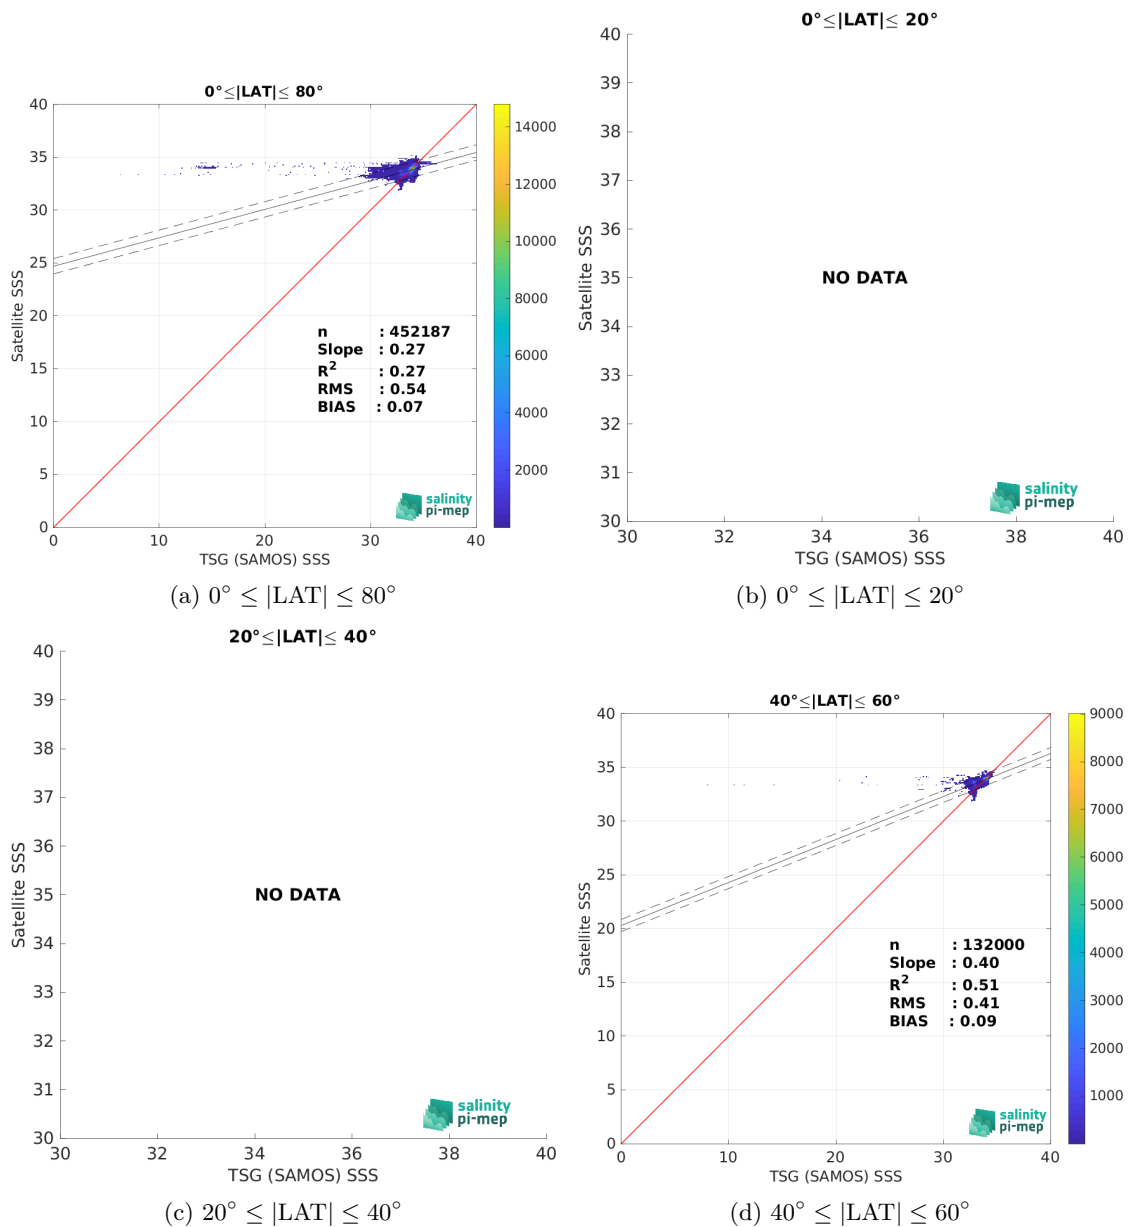 0°≤|LAT|≤ 80°
40
35
30
25
20
15
10
5
0
Satellite SSS
0
10
20
30
40
TSG (SAMOS) SSS
14000
12000
10000
8000
6000
4000
2000
n : 452187
Slope : 0.27
R² : 0.27
RMS : 0.54
BIAS : 0.07
salinity
pi-mep
(a) 0° ≤ |LAT| ≤ 80°
0°≤|LAT|≤ 20°
40
39
38
37
36
35
34
33
32
31
30
Satellite SSS
NO DATA
30
32
34
36
38
40
TSG (SAMOS) SSS
salinity
pi-mep
(b) 0° ≤ |LAT| ≤ 20°
20°≤|LAT|≤ 40°
40
39
38
37
36
35
34
33
32
31
30
Satellite SSS
NO DATA
30
32
34
36
38
40
TSG (SAMOS) SSS
salinity
pi-mep
(c) 20° ≤ |LAT| ≤ 40°
40°≤|LAT|≤ 60°
40
35
30
25
20
15
10
5
0
Satellite SSS
0
10
20
30
40
TSG (SAMOS) SSS
9000
8000
7000
6000
5000
4000
3000
2000
1000
n : 132000
Slope : 0.40
R² : 0.51
RMS : 0.41
BIAS : 0.09
salinity
pi-mep
(d) 40° ≤ |LAT| ≤ 60°